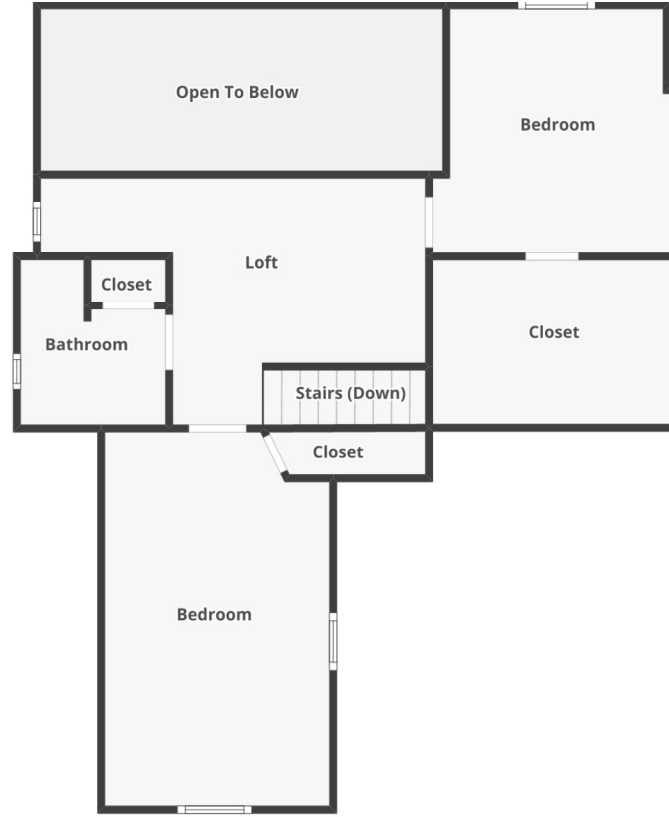 Open To Below
Bedroom
Loft
Closet
Bathroom
Closet
Stairs (Down)
Closet
Bedroom